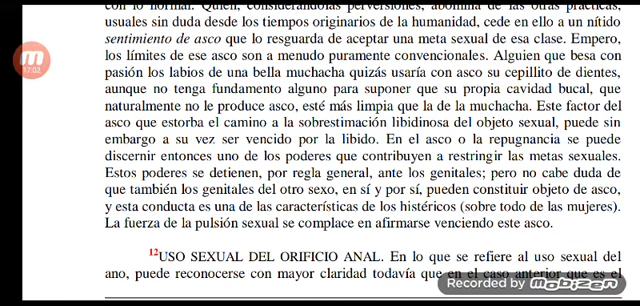 con lo normal. Quien, considerándolas perversiones, abomina de las otras prácticas,
usuales sin duda desde los tiempos originarios de la humanidad, cede en ello a un nítido
sentimiento de asco que lo resguarda de aceptar una meta sexual de esa clase. Empero,
los límites de ese asco son a menudo puramente convencionales. Alguien que besa con
pasión los labios de una bella muchacha quizás usaría con asco su cepillito de dientes,
aunque no tenga fundamento alguno para suponer que su propia cavidad bucal, que
naturalmente no le produce asco, esté más limpia que la de la muchacha. Este factor del
asco que estorba el camino a la sobrestimación libidinosa del objeto sexual, puede sin
embargo a su vez ser vencido por la libido. En el asco o la repugnancia se puede
discernir entonces uno de los poderes que contribuyen a restringir las metas sexuales.
Estos poderes se detienen, por regla general, ante los genitales; pero no cabe duda de
que también los genitales del otro sexo, en sí y por sí, pueden constituir objeto de asco,
y esta conducta es una de las características de los histéricos (sobre todo de las mujeres).
La fuerza de la pulsión sexual se complace en afirmarse venciendo este asco.
12USO SEXUAL DEL ORIFICIO ANAL. En lo que se refiere al uso sexual del
ano, puede reconocerse con mayor claridad todavía que en el caso anterior que es el
m
17:02
Recorded by mobizen